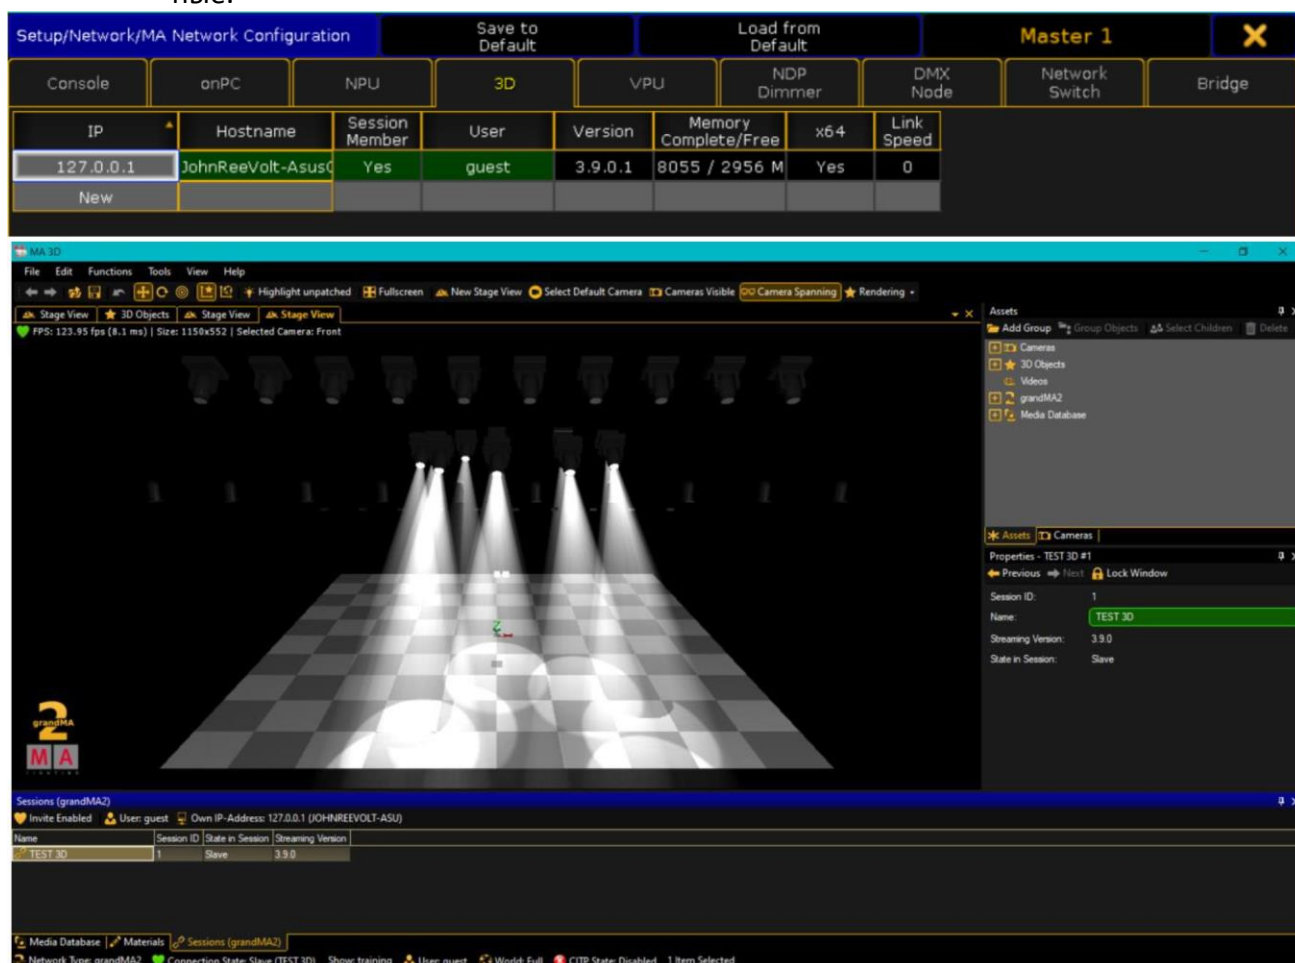 ные.
Setup/Network/MA Network Configuration Save to Default Load from Default Master 1
Console onPC NPU 3D VPU NDP Dimmer DMX Node Network Switch Bridge
IP Hostname Session Member User Version Memory Complete/Free x64 Link Speed
127.0.0.1 JohnReeVolt-Asus Yes guest 3.9.0.1 8055 / 2956 M Yes 0
New
MA 3D
File Edit Functions Tools View Help
Highlight unpatched Fullscreen New Stage View Select Default Camera Cameras Visible Camera Spanning Rendering
Stage View 3D Objects Stage View Stage View Assets
FPS: 123.95 fps (8.1 ms) | Size: 1150x552 | Selected Camera: Front Add Group Group Objects Select Children Delete
Cameras
3D Objects
Videos
grandMA2
Media Database
Assets Cameras
Properties - TEST 3D #1
Previous Next Lock Window
Session ID: 1
Name: TEST 3D
Streaming Version: 3.9.0
State in Session: Slave
2
grandMA
MA
LIGHTING
Sessions (grandMA2)
Invite Enabled User: guest Own IP-Address: 127.0.0.1 (JOHNREEVOLT-ASU)
Name Session ID State in Session Streaming Version
TEST 3D 1 Slave 3.9.0
Media Database Materials Sessions (grandMA2)
Network Type: grandMA2 Connection State: Slave (TEST 3D) Show: training User: guest World: Full CITP State: Disabled 1 Item Selected